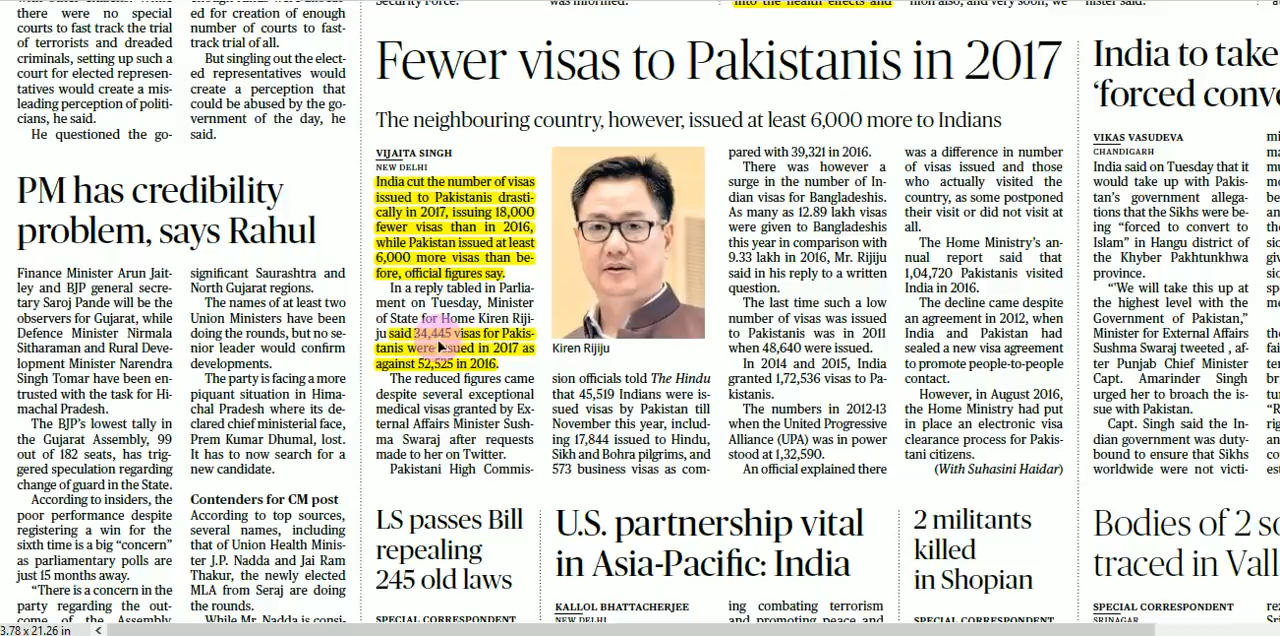 there were no special
courts to fast track the trial
of terrorists and dreaded
criminals, setting up such a
court for elected represen-
tatives would create a mis-
leading perception of politi-
cians, he said.
He questioned the go-
ed for creation of enough
number of courts to fast-
track trial of all.
But singling out the elect-
ed representatives would
create a perception that
could be abused by the go-
vernment of the day, he
said.
PM has credibility
problem, says Rahul
Finance Minister Arun Jait-
ley and BJP general secre-
tary Saroj Pande will be the
observers for Gujarat, while
Defence Minister Nirmala
Sitharaman and Rural Deve-
lopment Minister Narendra
Singh Tomar have been en-
trusted with the task for Hi-
machal Pradesh.
The BJP's lowest tally in
the Gujarat Assembly, 99
out of 182 seats, has trig-
gered speculation regarding
change of guard in the State.
According to insiders, the
poor performance despite
registering a win for the
sixth time is a big “concern”
as parliamentary polls are
just 15 months away.
“There is a concern in the
party regarding the out-
come of the Assembly
significant Saurashtra and
North Gujarat regions.
The names of at least two
Union Ministers have been
doing the rounds, but no se-
nior leader would confirm
developments.
The party is facing a more
piquant situation in Hima-
chal Pradesh where its de-
clared chief ministerial face,
Prem Kumar Dhumal, lost.
It has to now search for a
new candidate.
Contenders for CM post
According to top sources,
several names, including
that of Union Health Minis-
ter J.P. Nadda and Jai Ram
Thakur, the newly elected
MLA from Seraj are doing
the rounds.
While Mr. Nadda is consi-
Security Force.
was informed.
into the health effects and
mon also, and very soon, we
nister said.
Fewer visas to Pakistanis in 2017
The neighbouring country, however, issued at least 6,000 more to Indians
VIJAITA SINGH
NEW DELHI
India cut the number of visas
issued to Pakistanis drasti-
cally in 2017, issuing 18,000
fewer visas than in 2016,
while Pakistan issued at least
6,000 more visas than be-
fore, official figures say.
In a reply tabled in Parlia-
ment on Tuesday, Minister
of State for Home Kiren Riji-
ju said 34,445 visas for Pakis-
tanis were issued in 2017 as
against 52,525 in 2016.
The reduced figures came
despite several exceptional
medical visas granted by Ex-
ternal Affairs Minister Sush-
ma Swaraj after requests
made to her on Twitter.
Pakistani High Commis-
Kiren Rijiju
sion officials told The Hindu
that 45,519 Indians were is-
sued visas by Pakistan till
November this year, includ-
ing 17,844 issued to Hindu,
Sikh and Bohra pilgrims, and
573 business visas as com-
pared with 39,321 in 2016.
There was however a
surge in the number of In-
dian visas for Bangladeshis.
As many as 12.89 lakh visas
were given to Bangladeshis
this year in comparison with
9.33 lakh in 2016, Mr. Rijiju
said in his reply to a written
question.
The last time such a low
number of visas was issued
to Pakistanis was in 2011
when 48,640 were issued.
In 2014 and 2015, India
granted 1,72,536 visas to Pa-
kistanis.
The numbers in 2012-13
when the United Progressive
Alliance (UPA) was in power
stood at 1,32,590.
An official explained there
was a difference in number
of visas issued and those
who actually visited the
country, as some postponed
their visit or did not visit at
all.
The Home Ministry's an-
nual report said that
1,04,720 Pakistanis visited
India in 2016.
The decline came despite
an agreement in 2012, when
India and Pakistan had
sealed a new visa agreement
to promote people-to-people
contact.
However, in August 2016,
the Home Ministry had put
in place an electronic visa
clearance process for Pakis-
tani citizens.
(With Suhasini Haidar)
India to take
‘forced conv
VIKAS VASUDEVA
CHANDIGARH
India said on Tuesday that it
would take up with Pakis-
tan's government allega-
tions that the Sikhs were be-
ing “forced to convert to
Islam” in Hangu district of
the Khyber Pakhtunkhwa
province.
“‘We will take this up at
the highest level with the
Government of Pakistan,”
Minister for External Affairs
Sushma Swaraj tweeted , af-
ter Punjab Chief Minister
Capt. Amarinder Singh
urged her to broach the is-
sue with Pakistan.
Capt. Singh said the In-
dian government was duty-
bound to ensure that Sikhs
worldwide were not victi-
LS passes Bill
repealing
245 old laws
SPECIAL CORRESPONDENT
U.S. partnership vital
in Asia-Pacific: India
KALLOL BHATTACHERJEE
NEW DELHI
ing combating terrorism
and promoting peace and
2 militants
killed
in Shopian
SPECIAL CORRESPONDENT
Bodies of 2 so
traced in Vall
SPECIAL CORRESPONDENT
SRINAGAR
3.78 x 21.26 in